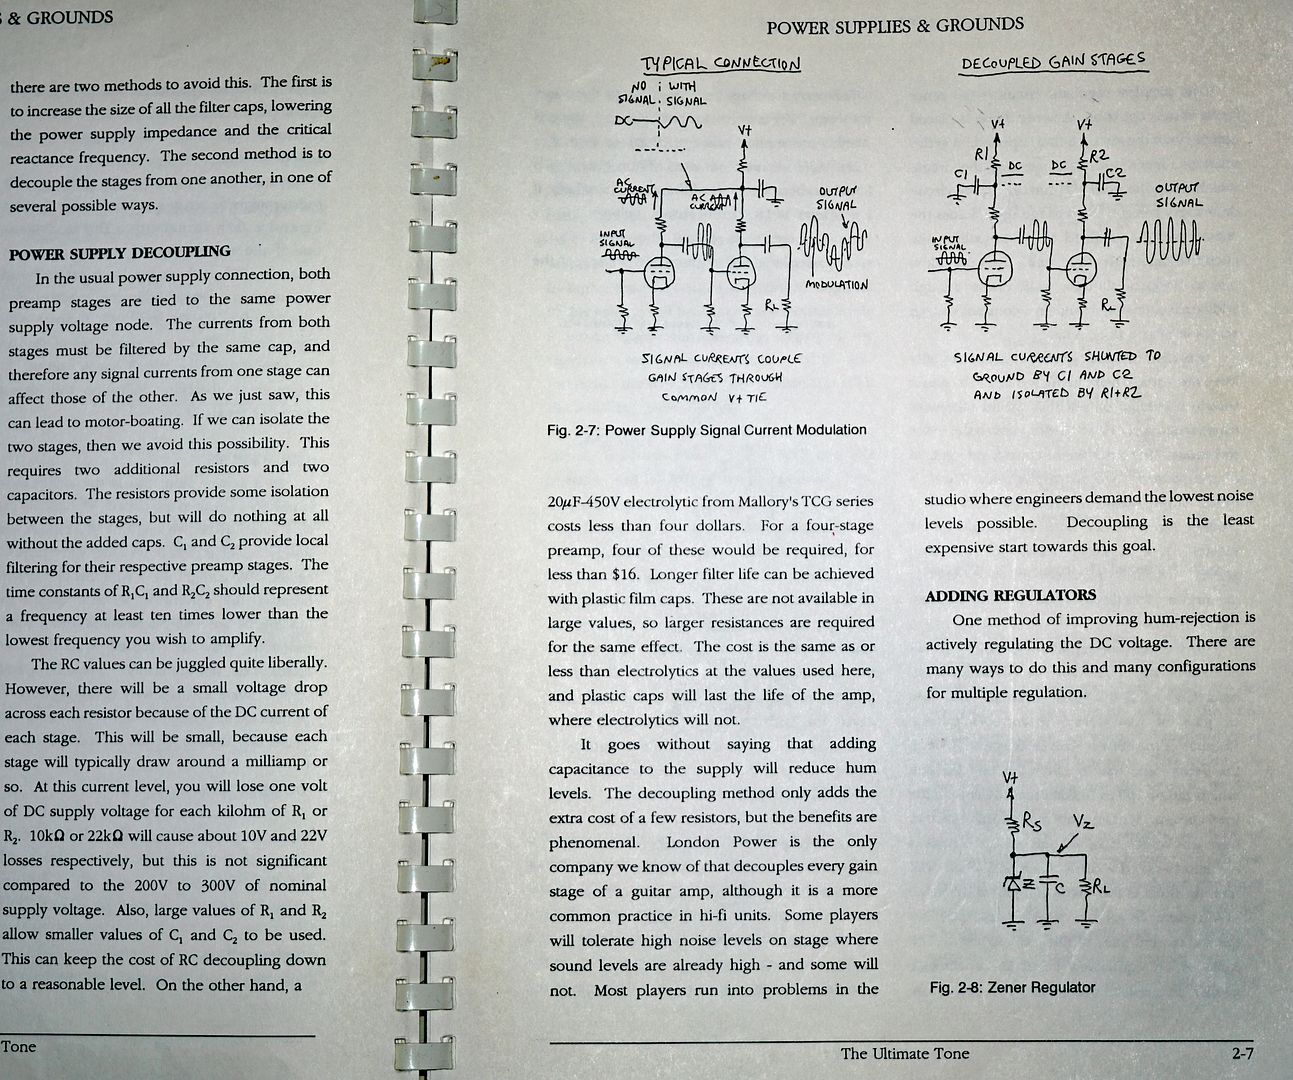 & GROUNDS
there are two methods to avoid this. The first is
to increase the size of all the filter caps, lowering
the power supply impedance and the critical
reactance frequency. The second method is to
decouple the stages from one another, in one of
several possible ways.
POWER SUPPLY DECOUPLING
In the usual power supply connection, both
preamp stages are tied to the same power
supply voltage node. The currents from both
stages must be filtered by the same cap, and
therefore any signal currents from one stage can
affect those of the other. As we just saw, this
can lead to motor-boating. If we can isolate the
two stages, then we avoid this possibility. This
requires two additional resistors and two
capacitors. The resistors provide some isolation
between the stages, but will do nothing at all
without the added caps. C₁ and C₂ provide local
filtering for their respective preamp stages. The
time constants of R₁C₁ and R₂C₂ should represent
a frequency at least ten times lower than the
lowest frequency you wish to amplify.
The RC values can be juggled quite liberally.
However, there will be a small voltage drop
across each resistor because of the DC current of
each stage. This will be small, because each
stage will typically draw around a milliamp or
so. At this current level, you will lose one volt
of DC supply voltage for each kilohm of R₁ or
R₂. 10kΩ or 22kΩ will cause about 10V and 22V
losses respectively, but this is not significant
compared to the 200V to 300V of nominal
supply voltage. Also, large values of R₁ and R₂
allow smaller values of C₁ and C₂ to be used.
This can keep the cost of RC decoupling down
to a reasonable level. On the other hand, a
Tone
POWER SUPPLIES & GROUNDS
TYPICAL CONNECTION
NO WITH
SIGNAL SIGNAL
DC
V+
AC
CURRENT
AC
CURRENT
OUTPUT
SIGNAL
INPUT
SIGNAL
MODULATION
RL
SIGNAL CURRENTS COUPLE
GAIN STAGES THROUGH
COMMON V+ TIE
DECOUPLED GAIN STAGES
V+ V+
R1 R2
C1 DC DC C2
OUTPUT
SIGNAL
INPUT
SIGNAL
RL
SIGNAL CURRENTS SHUNTED TO
GROUND BY C1 AND C2
AND ISOLATED BY R1+R2
Fig. 2-7: Power Supply Signal Current Modulation
20μF-450V electrolytic from Mallory's TCG series
costs less than four dollars. For a four-stage
preamp, four of these would be required, for
less than $16. Longer filter life can be achieved
with plastic film caps. These are not available in
large values, so larger resistances are required
for the same effect. The cost is the same as or
less than electrolytics at the values used here,
and plastic caps will last the life of the amp,
where electrolytics will not.
It goes without saying that adding
capacitance to the supply will reduce hum
levels. The decoupling method only adds the
extra cost of a few resistors, but the benefits are
phenomenal. London Power is the only
company we know of that decouples every gain
stage of a guitar amp, although it is a more
common practice in hi-fi units. Some players
will tolerate high noise levels on stage where
sound levels are already high - and some will
not. Most players run into problems in the
studio where engineers demand the lowest noise
levels possible. Decoupling is the least
expensive start towards this goal.
ADDING REGULATORS
One method of improving hum-rejection is
actively regulating the DC voltage. There are
many ways to do this and many configurations
for multiple regulation.
V+
RS
VZ
Z C RL
Fig. 2-8: Zener Regulator
The Ultimate Tone
2-7